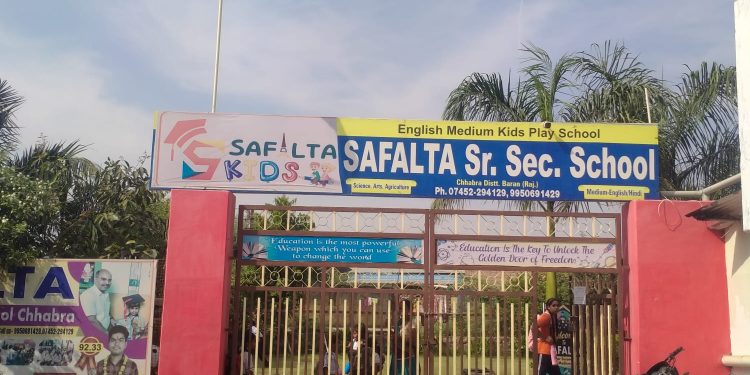 SAFALTA
KIDS
English Medium Kids Play School
SAFALTA Sr. Sec. School
Science, Arts, Agriculture
Chhabra Distt. Baran (Raj.)
Ph. 07452-294129, 9950691429
Medium-English/Hindi
Education is the most powerful
Weapon which you can use
to change the world
Education Is The Key To Unlock The
Golden Door of Freedom
TA
ol Chhabra
92.33